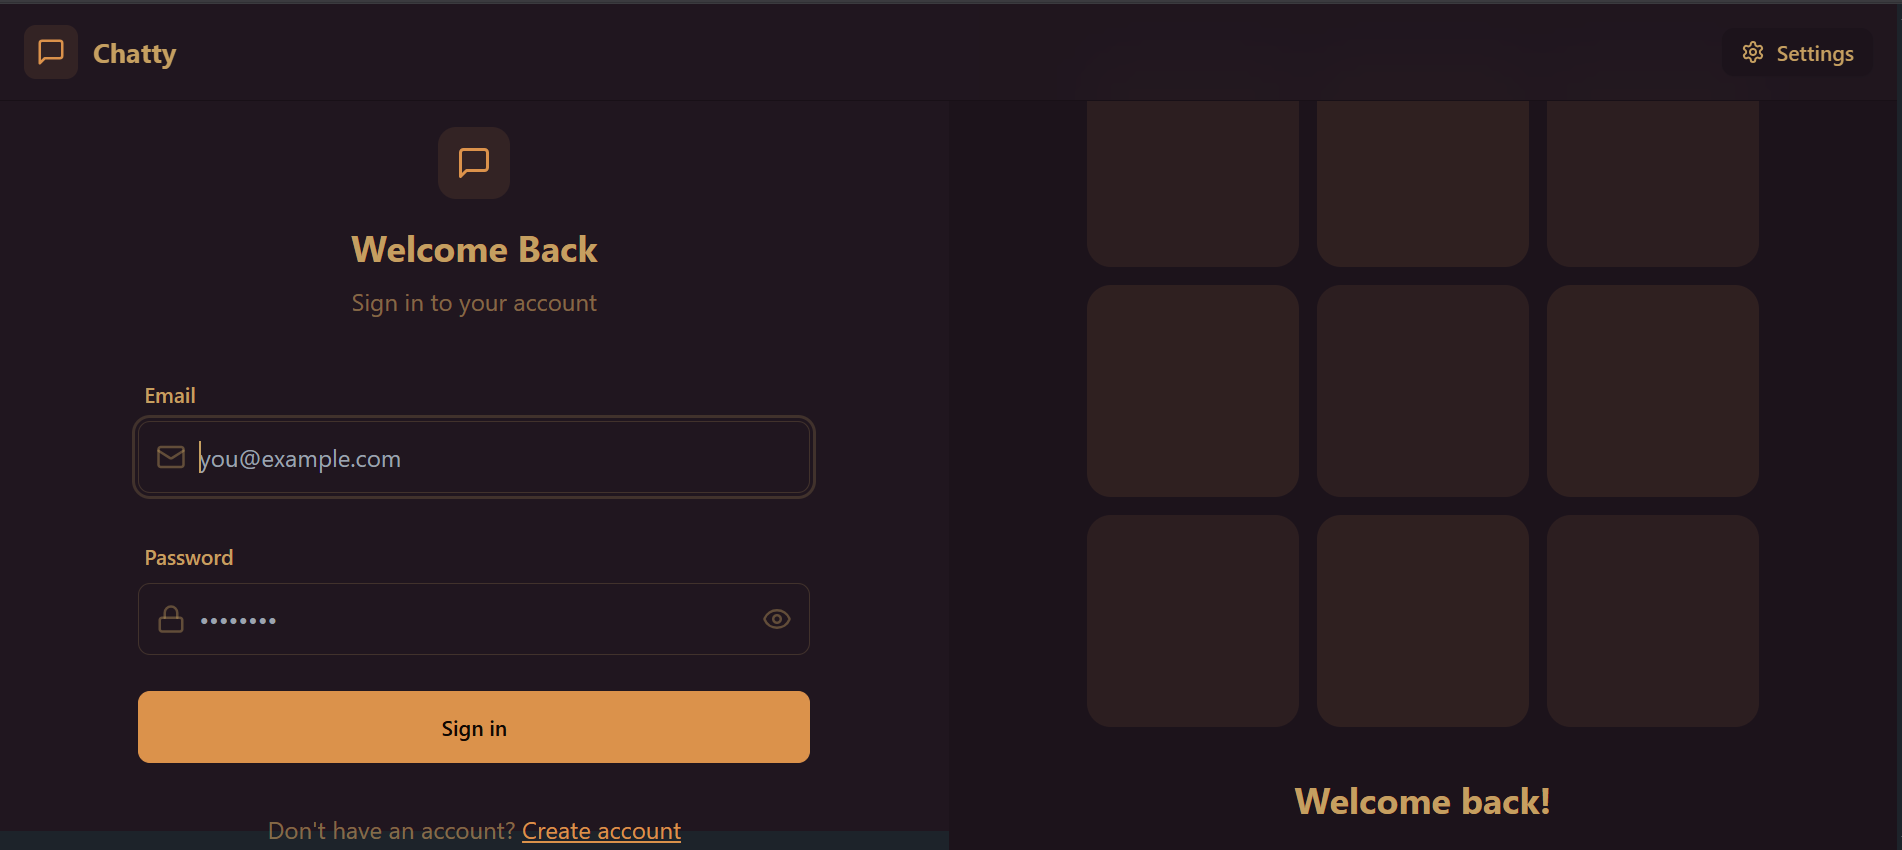 Chatty
Settings
Welcome Back
Sign in to your account
Email
you@example.com
Password
••••••••
Sign in
Don't have an account? Create account
Welcome back!